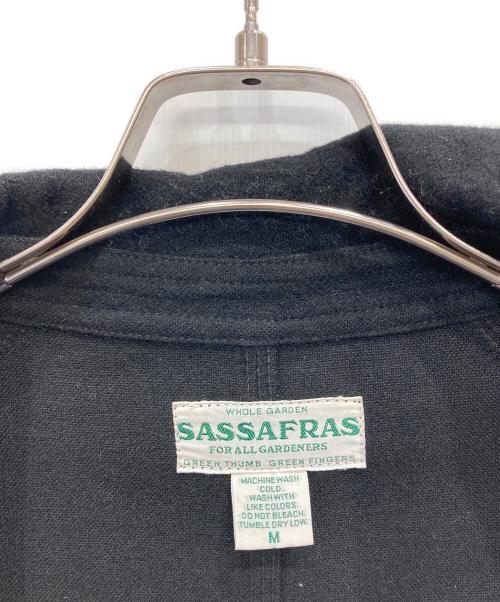 WHOLE GARDEN
SASSAFRAS
FOR ALL GARDENERS
GREEN THUMB GREEN FINGERS
MACHINE WASH
COLD.
WASH WITH
LIKE COLORS.
DO NOT BLEACH.
TUMBLE DRY LOW.
M